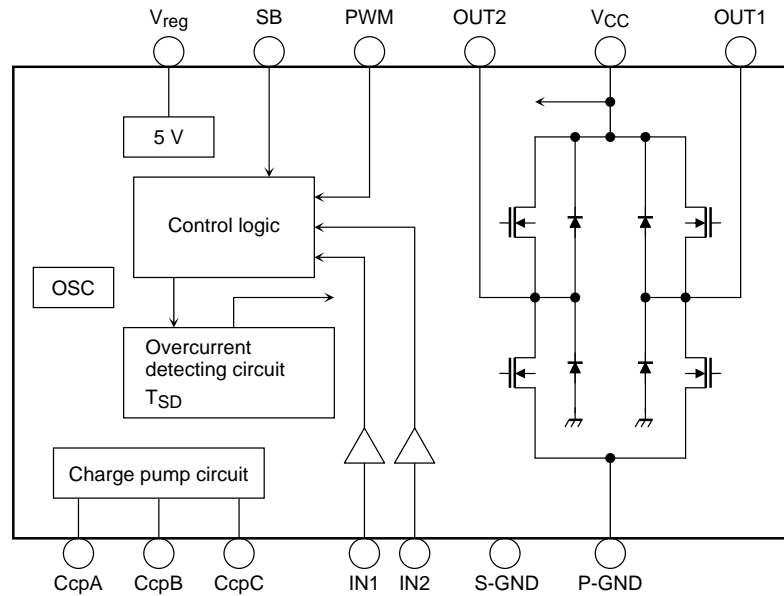 Vreg SB PWM OUT2 VCC OUT1
5 V
Control logic
OSC
Overcurrent
detecting circuit
TSD
Charge pump circuit
CcpA CcpB CcpC IN1 IN2 S-GND P-GND